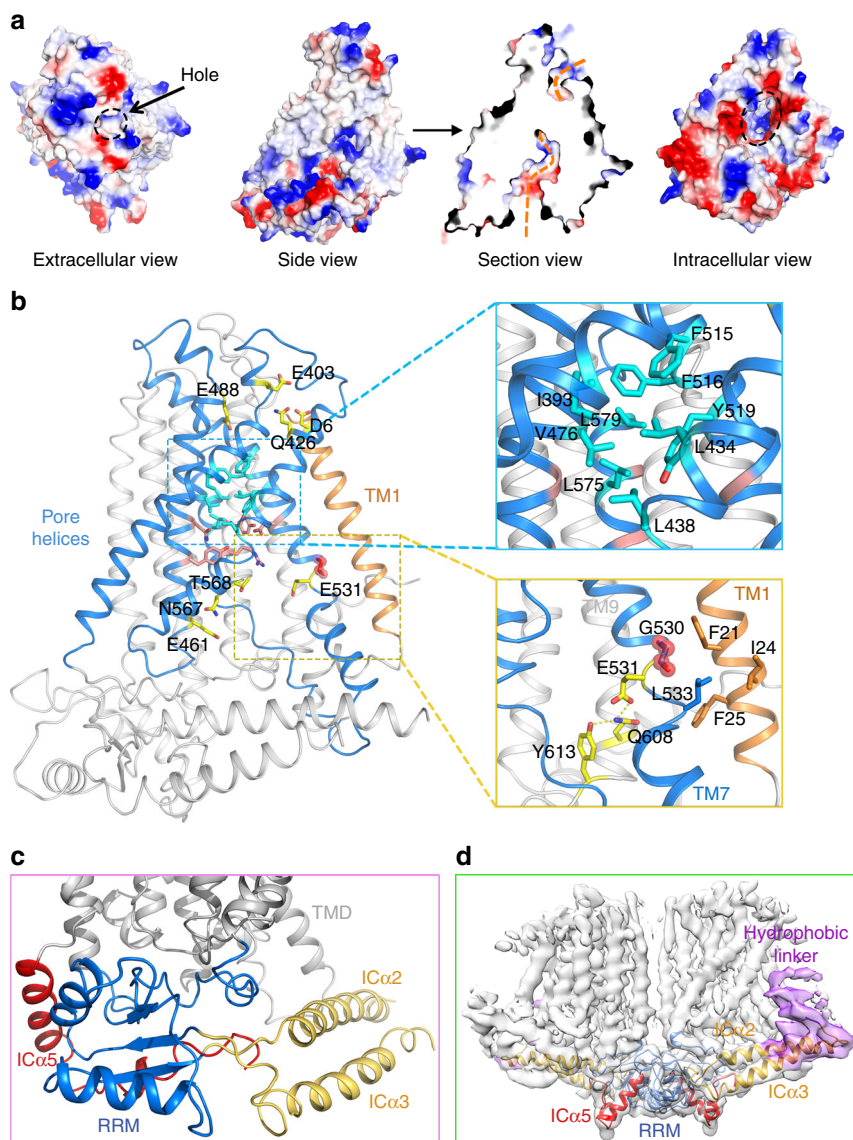 a
Hole
Extracellular view
Side view
Section view
Intracellular view
b
E488
E403
D6
Q426
TM1
Pore
helices
T568
E531
N567
E461
F515
F516
I393
L579
Y519
V476
L434
L575
L438
TM9
TM1
G530
F21
I24
E531
L533
F25
Q608
Y613
TM7
c
TMD
ICα2
ICα5
ICα3
RRM
d
Hydrophobic
linker
ICα2
ICα5
ICα3
RRM